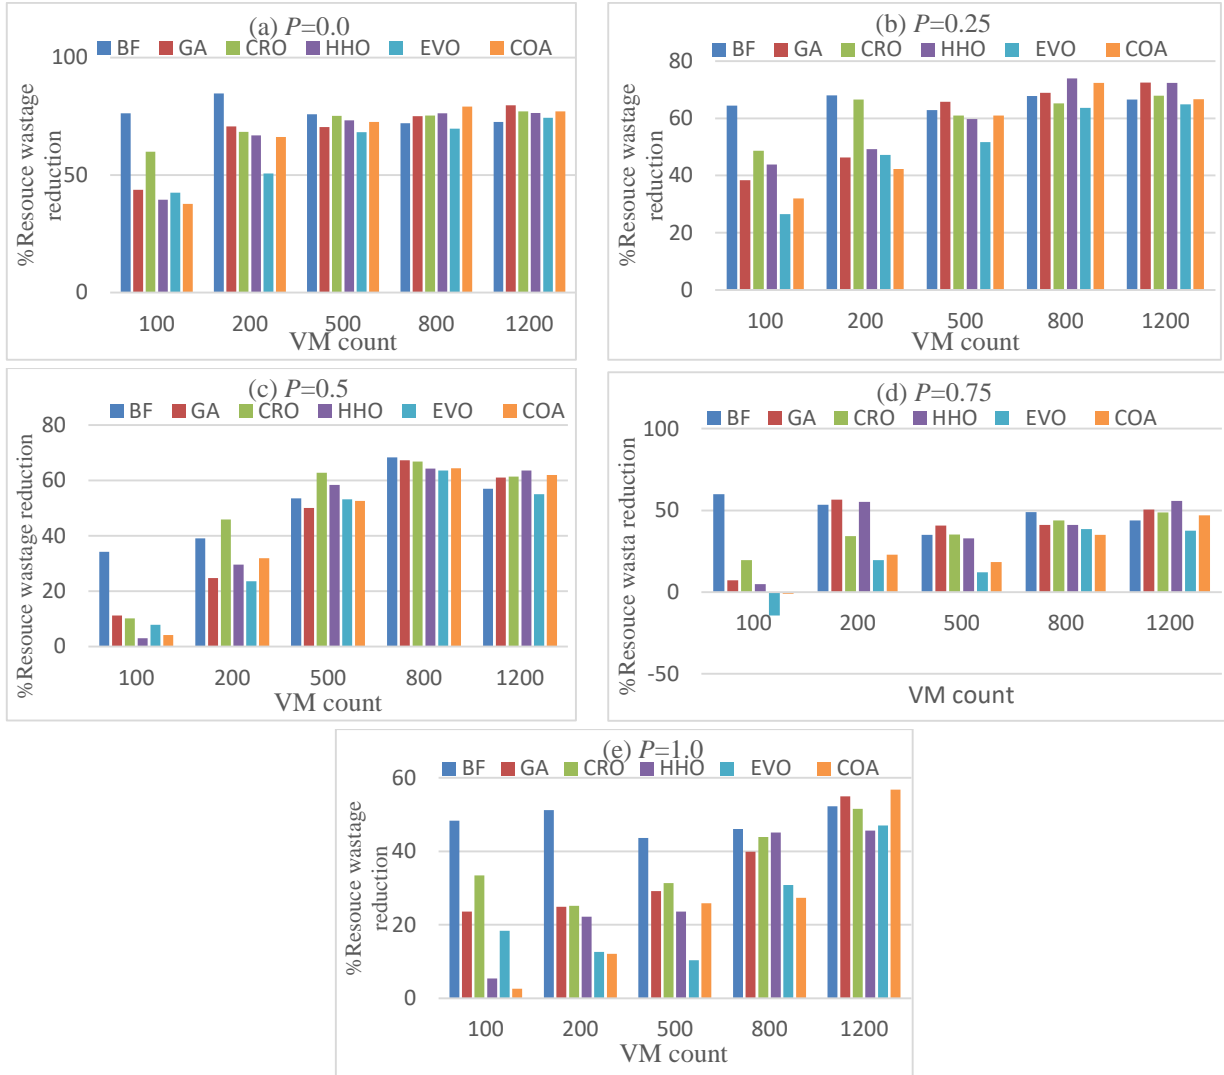 (a) P=0.0
BF GA CRO HHO EVO COA
%Resouce wastage
reduction
100
50
0
100 200 500 800 1200
VM count
(b) P=0.25
BF GA CRO HHO EVO COA
%Resouce wastage
reduction
80
60
40
20
0
100 200 500 800 1200
VM count
(c) P=0.5
BF GA CRO HHO EVO COA
%Resouce wastage reduction
80
60
40
20
0
100 200 500 800 1200
VM count
(d) P=0.75
BF GA CRO HHO EVO COA
%Resouce wasta reduction
100
50
0
-50
100 200 500 800 1200
VM count
(e) P=1.0
BF GA CRO HHO EVO COA
%Resouce wastage
reduction
60
40
20
0
100 200 500 800 1200
VM count